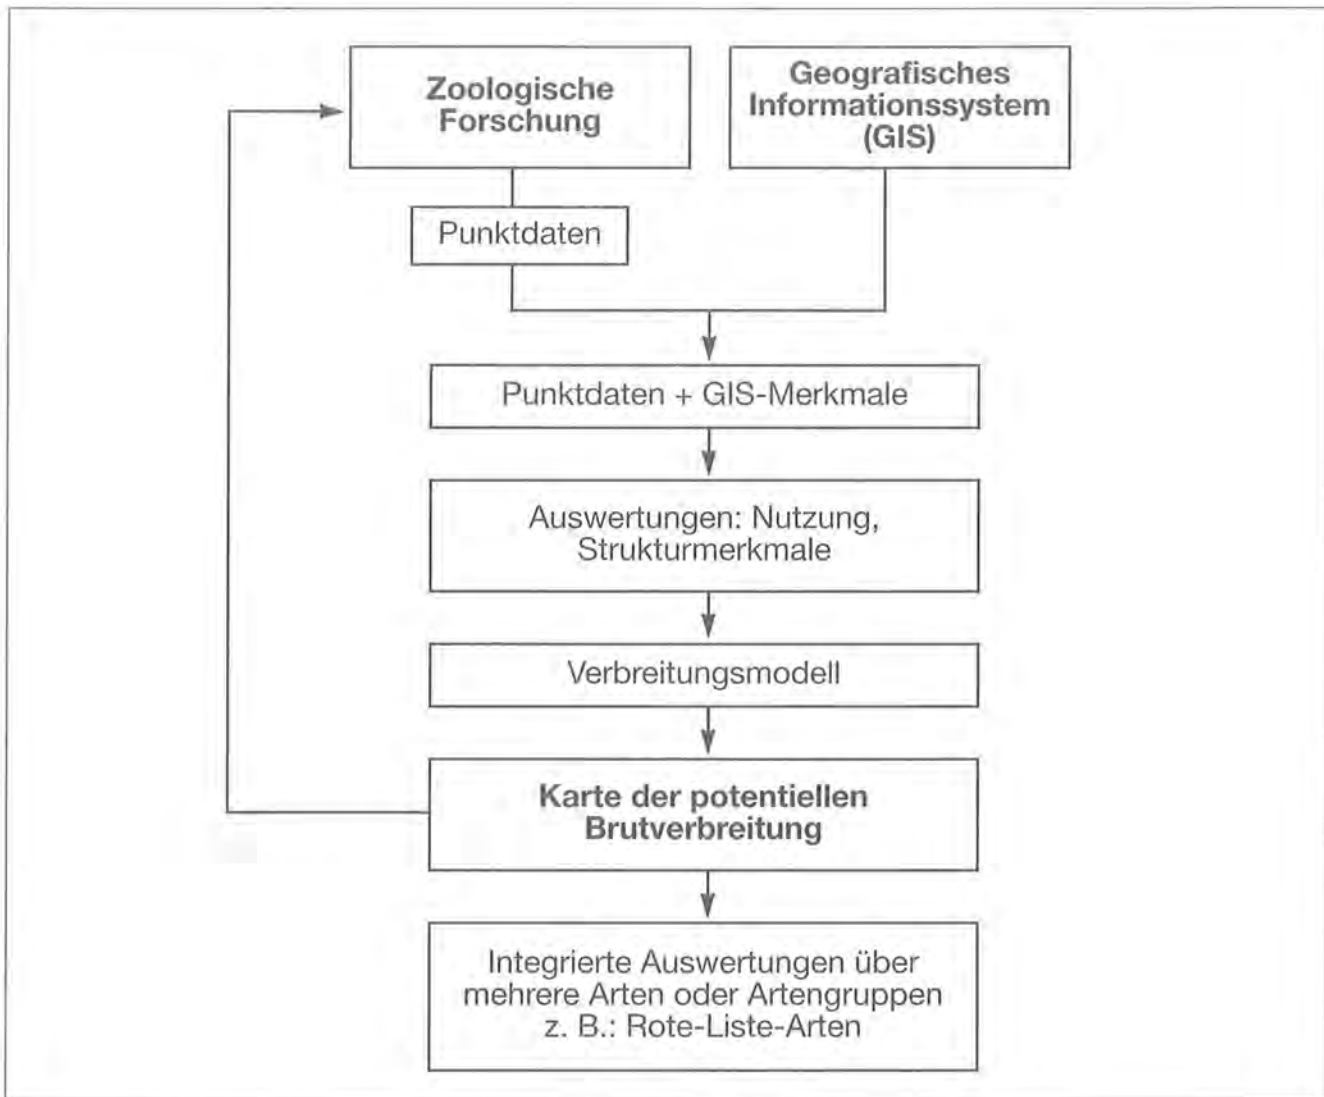 Zoologische
Forschung
Geografisches
Informationssystem
(GIS)
Punktdaten
Punktdaten + GIS-Merkmale
Auswertungen: Nutzung,
Strukturmerkmale
Verbreitungsmodell
Karte der potentiellen
Brutverbreitung
Integrierte Auswertungen über
mehrere Arten oder Artengruppen
z. B.: Rote-Liste-Arten